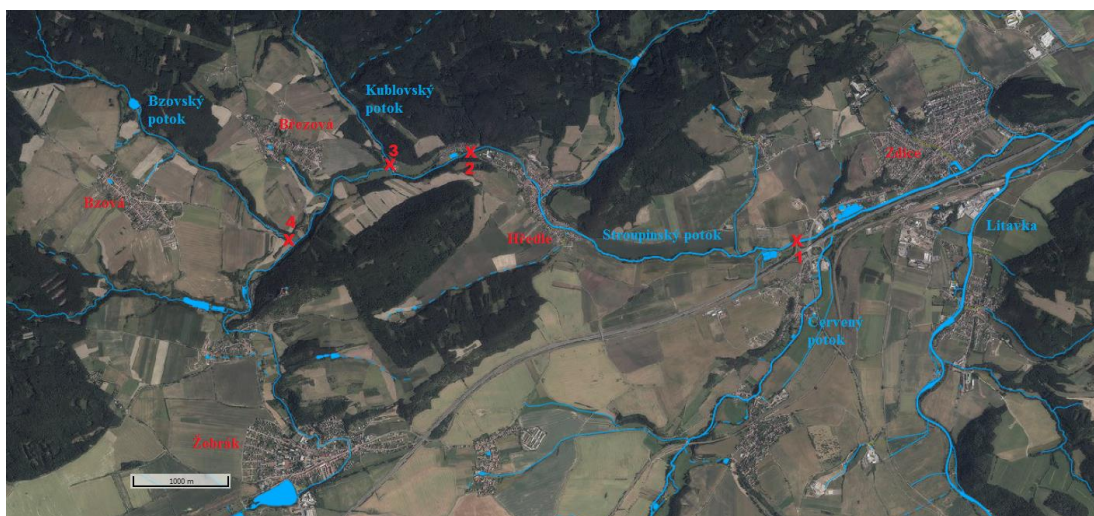 Bzovský
potok
Kublovský
potok
Březová
3
X
X
2
Bzová
4
X
Hředle
Stroupinský potok
X
1
Zdice
Litavka
Červený
potok
Žebrák
1000 m